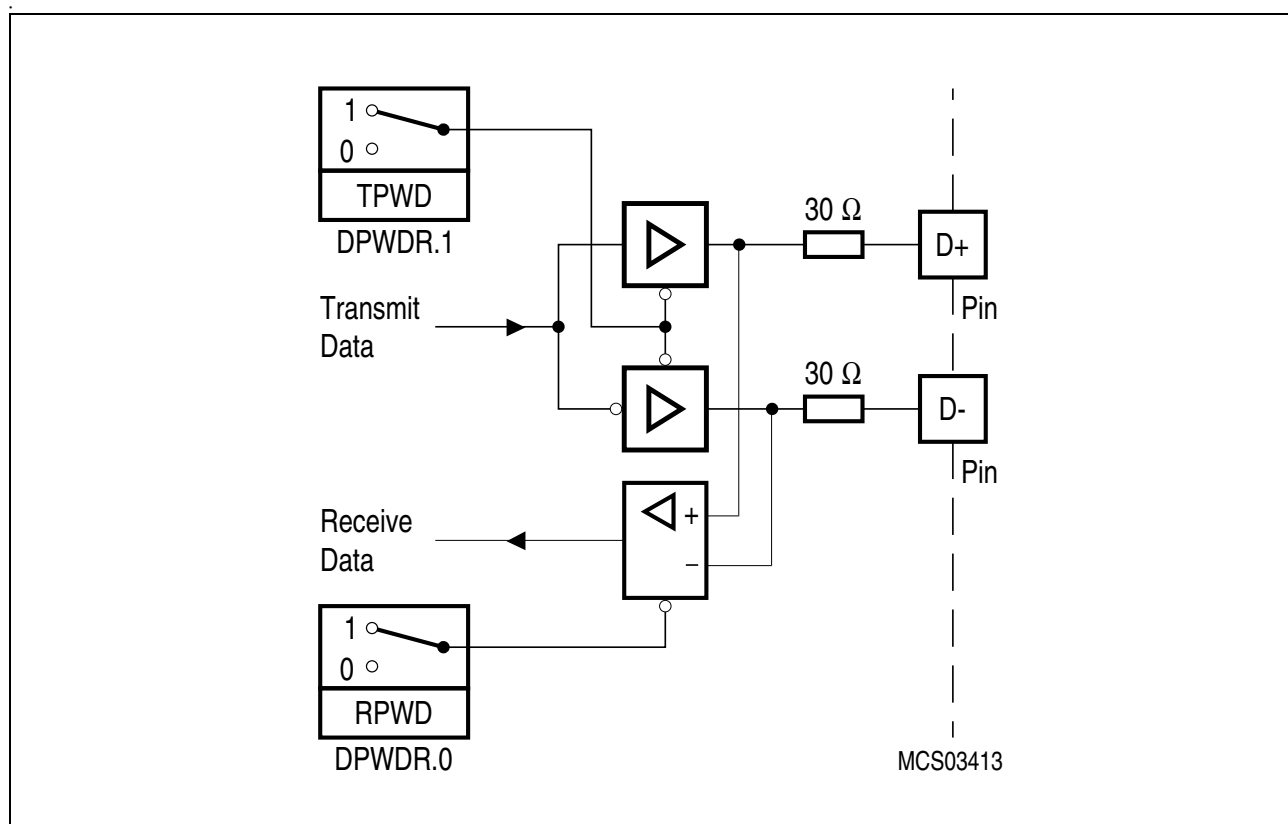 1
0
TPWD
DPWDR.1
30 Ω
D+
Pin
Transmit
Data
30 Ω
D-
Pin
Receive
Data
+
–
1
0
RPWD
DPWDR.0
MCS03413